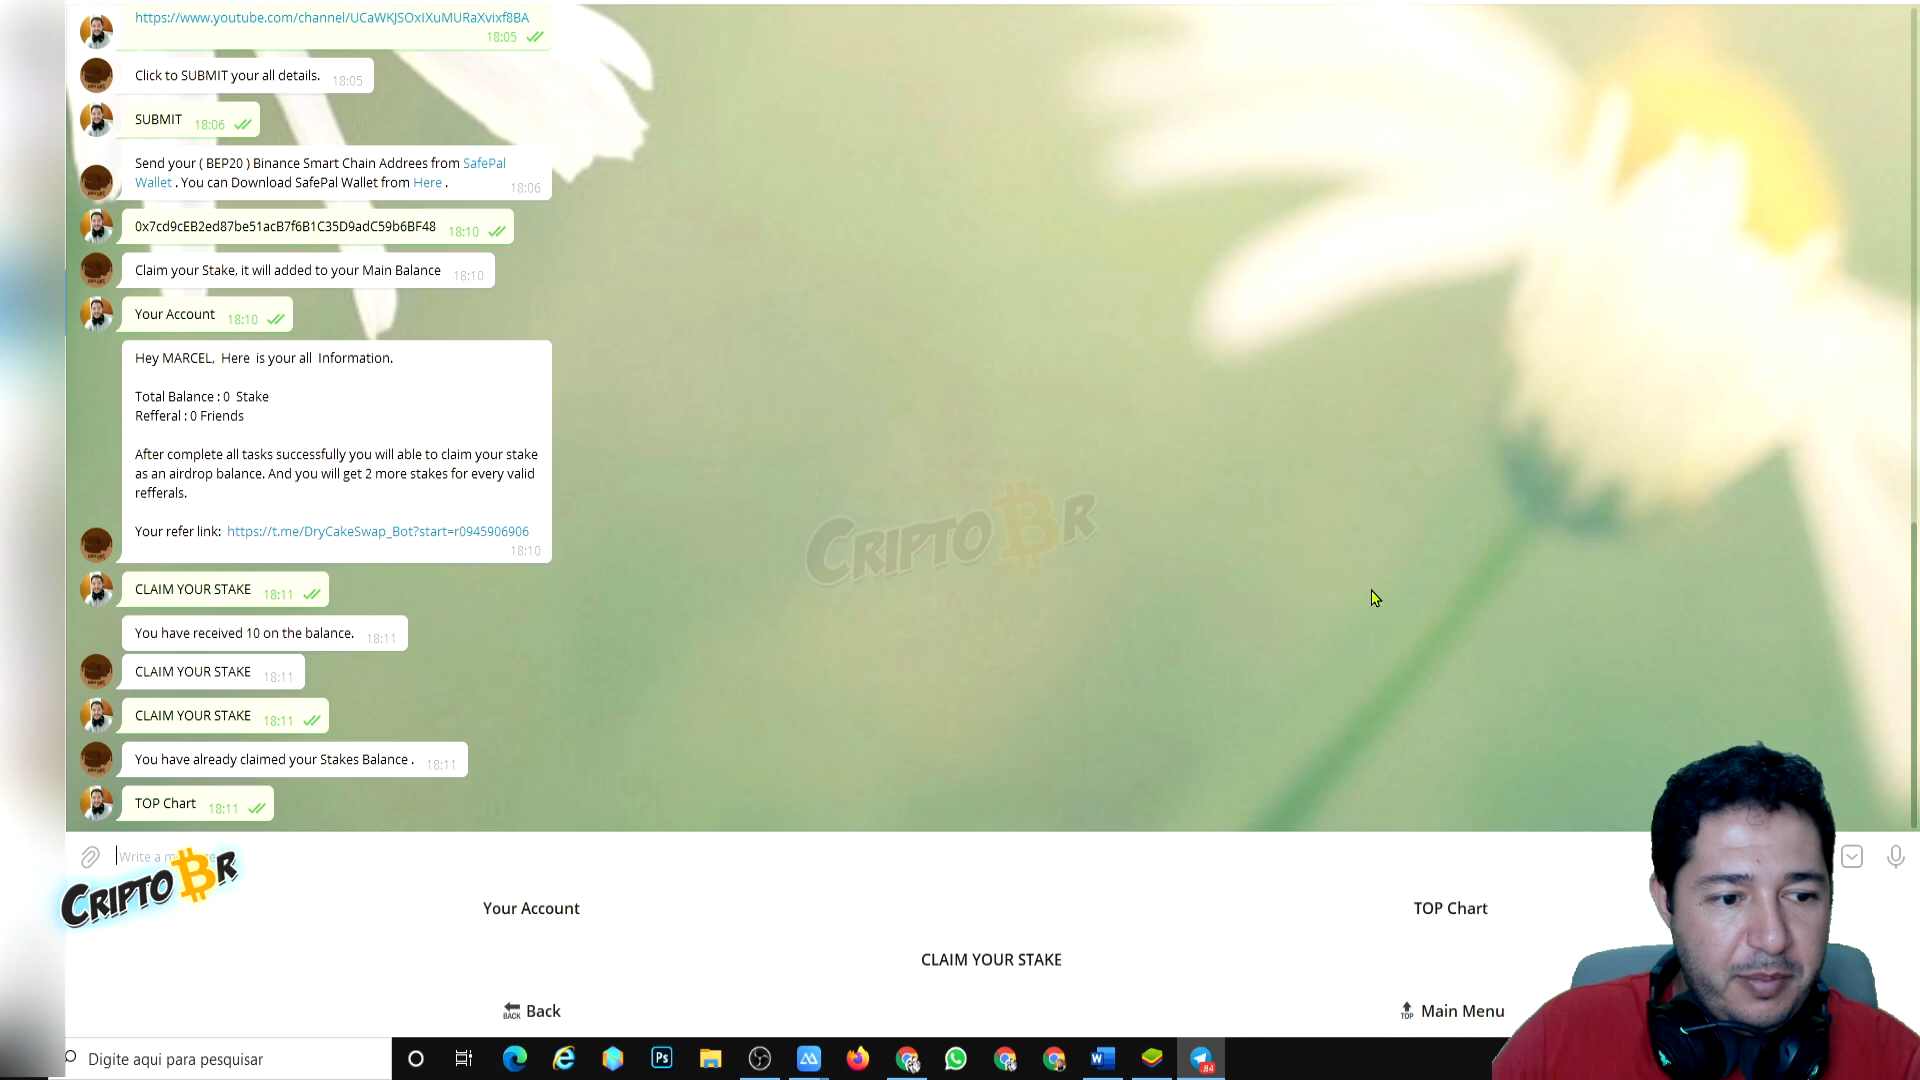 https://www.youtube.com/channel/UCaWKJSOxIXuMURaXvixf8BA
18:05
Click to SUBMIT your all details. 18:05
SUBMIT 18:06
Send your ( BEP20 ) Binance Smart Chain Addrees from SafePal
Wallet . You can Download SafePal Wallet from Here . 18:06
0x7cd9cEB2ed87be51acB7f6B1C35D9adC59b6BF48 18:10
Claim your Stake, it will added to your Main Balance 18:10
Your Account 18:10
Hey MARCEL, Here is your all Information.
Total Balance : 0 Stake
Refferal : 0 Friends
After complete all tasks successfully you will able to claim your stake
as an airdrop balance. And you will get 2 more stakes for every valid
refferals.
Your refer link: https://t.me/DryCakeSwap_Bot?start=r0945906906
18:10
CLAIM YOUR STAKE 18:11
You have received 10 on the balance. 18:11
CLAIM YOUR STAKE 18:11
CLAIM YOUR STAKE 18:11
You have already claimed your Stakes Balance . 18:11
TOP Chart 18:11
CRIPTOBR
Write a m
CRIPTOBR
Your Account
TOP Chart
CLAIM YOUR STAKE
BACK Back
TOP Main Menu
Digite aqui para pesquisar
Ps
W
84